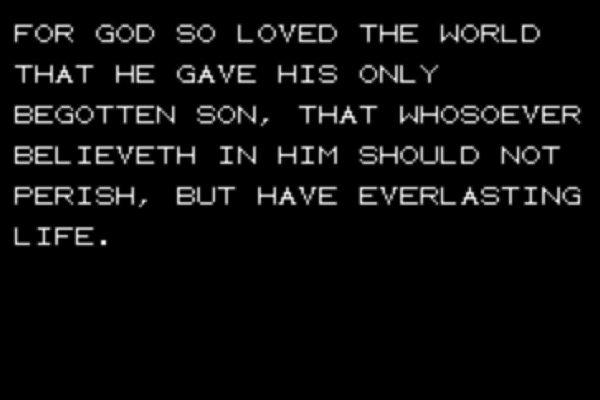 FOR GOD SO LOVED THE WORLD
THAT HE GAVE HIS ONLY
BEGOTTEN SON, THAT WHOSOEVER
BELIEVETH IN HIM SHOULD NOT
PERISH, BUT HAVE EVERLASTING
LIFE.